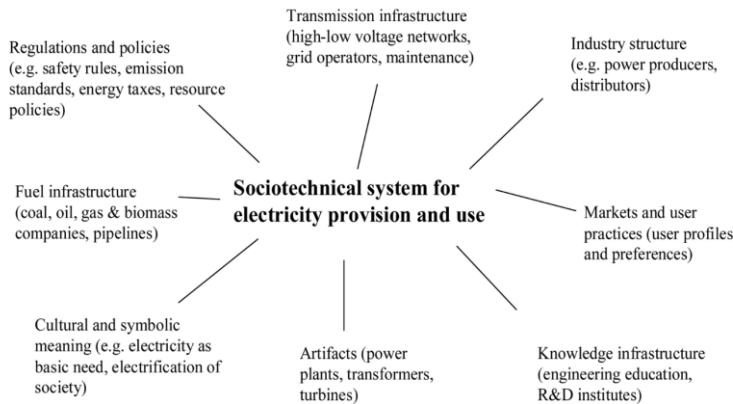 Transmission infrastructure
(high-low voltage networks,
grid operators, maintenance)
Regulations and policies
(e.g. safety rules, emission
standards, energy taxes, resource
policies)
Industry structure
(e.g. power producers,
distributors)
Fuel infrastructure
(coal, oil, gas & biomass
companies, pipelines)
Sociotechnical system for
electricity provision and use
Markets and user
practices (user profiles
and preferences)
Cultural and symbolic
meaning (e.g. electricity as
basic need, electrification of
society)
Artifacts (power
plants, transformers,
turbines)
Knowledge infrastructure
(engineering education,
R&D institutes)